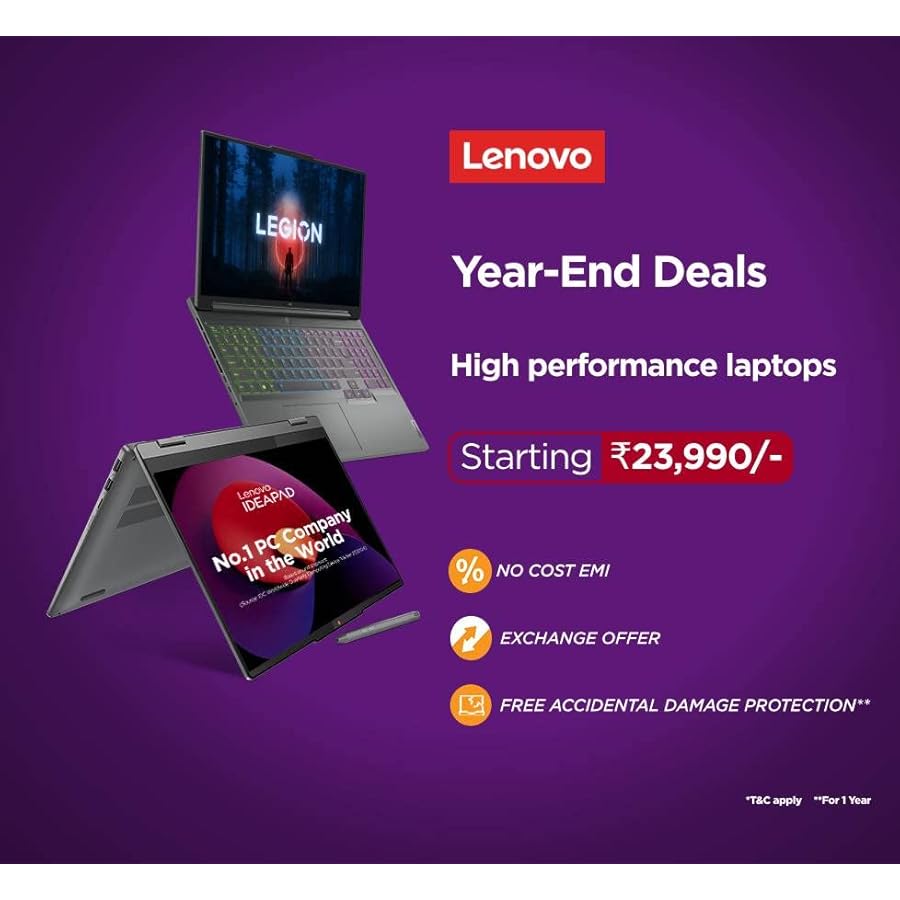 Lenovo
Year-End Deals
High performance laptops
Starting ₹23,990/-
% NO COST EMI
EXCHANGE OFFER
FREE ACCIDENTAL DAMAGE PROTECTION**
*T&C apply **For 1 Year
LEGION
Lenovo
IDEAPAD
No.1 PC Company
in the World